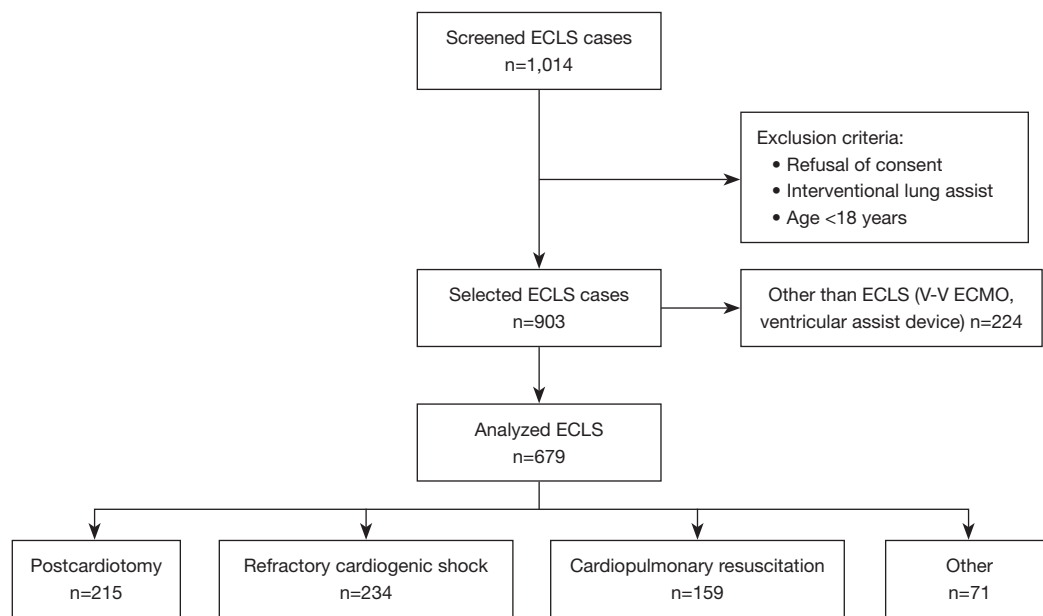 Screened ECLS cases
n=1,014
Exclusion criteria:
• Refusal of consent
• Interventional lung assist
• Age <18 years
Selected ECLS cases
n=903
Other than ECLS (V-V ECMO,
ventricular assist device) n=224
Analyzed ECLS
n=679
Postcardiotomy
n=215
Refractory cardiogenic shock
n=234
Cardiopulmonary resuscitation
n=159
Other
n=71